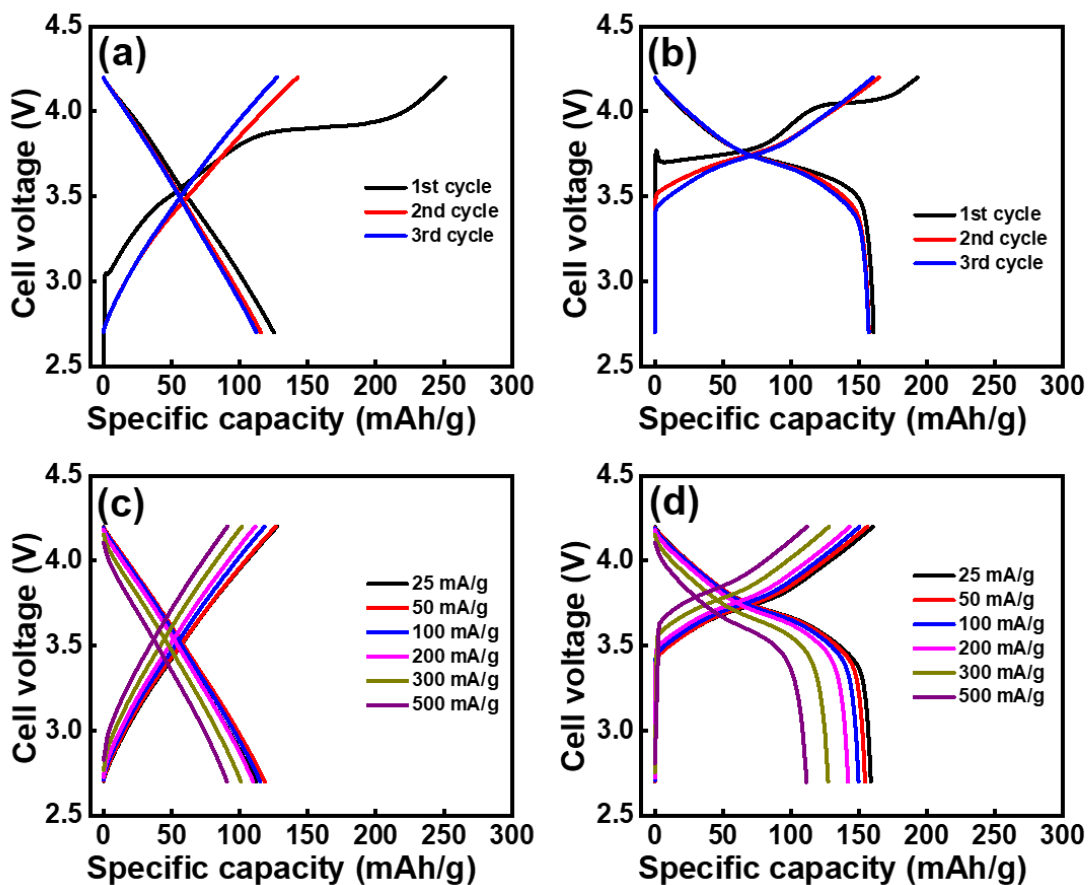 (a)
4.5
4.0
3.5
3.0
2.5
Cell voltage (V)
1st cycle
2nd cycle
3rd cycle
0 50 100 150 200 250 300
Specific capacity (mAh/g)
(b)
4.5
4.0
3.5
3.0
2.5
Cell voltage (V)
1st cycle
2nd cycle
3rd cycle
0 50 100 150 200 250 300
Specific capacity (mAh/g)
(c)
4.5
4.0
3.5
3.0
2.5
Cell voltage (V)
25 mA/g
50 mA/g
100 mA/g
200 mA/g
300 mA/g
500 mA/g
0 50 100 150 200 250 300
Specific capacity (mAh/g)
(d)
4.5
4.0
3.5
3.0
2.5
Cell voltage (V)
25 mA/g
50 mA/g
100 mA/g
200 mA/g
300 mA/g
500 mA/g
0 50 100 150 200 250 300
Specific capacity (mAh/g)